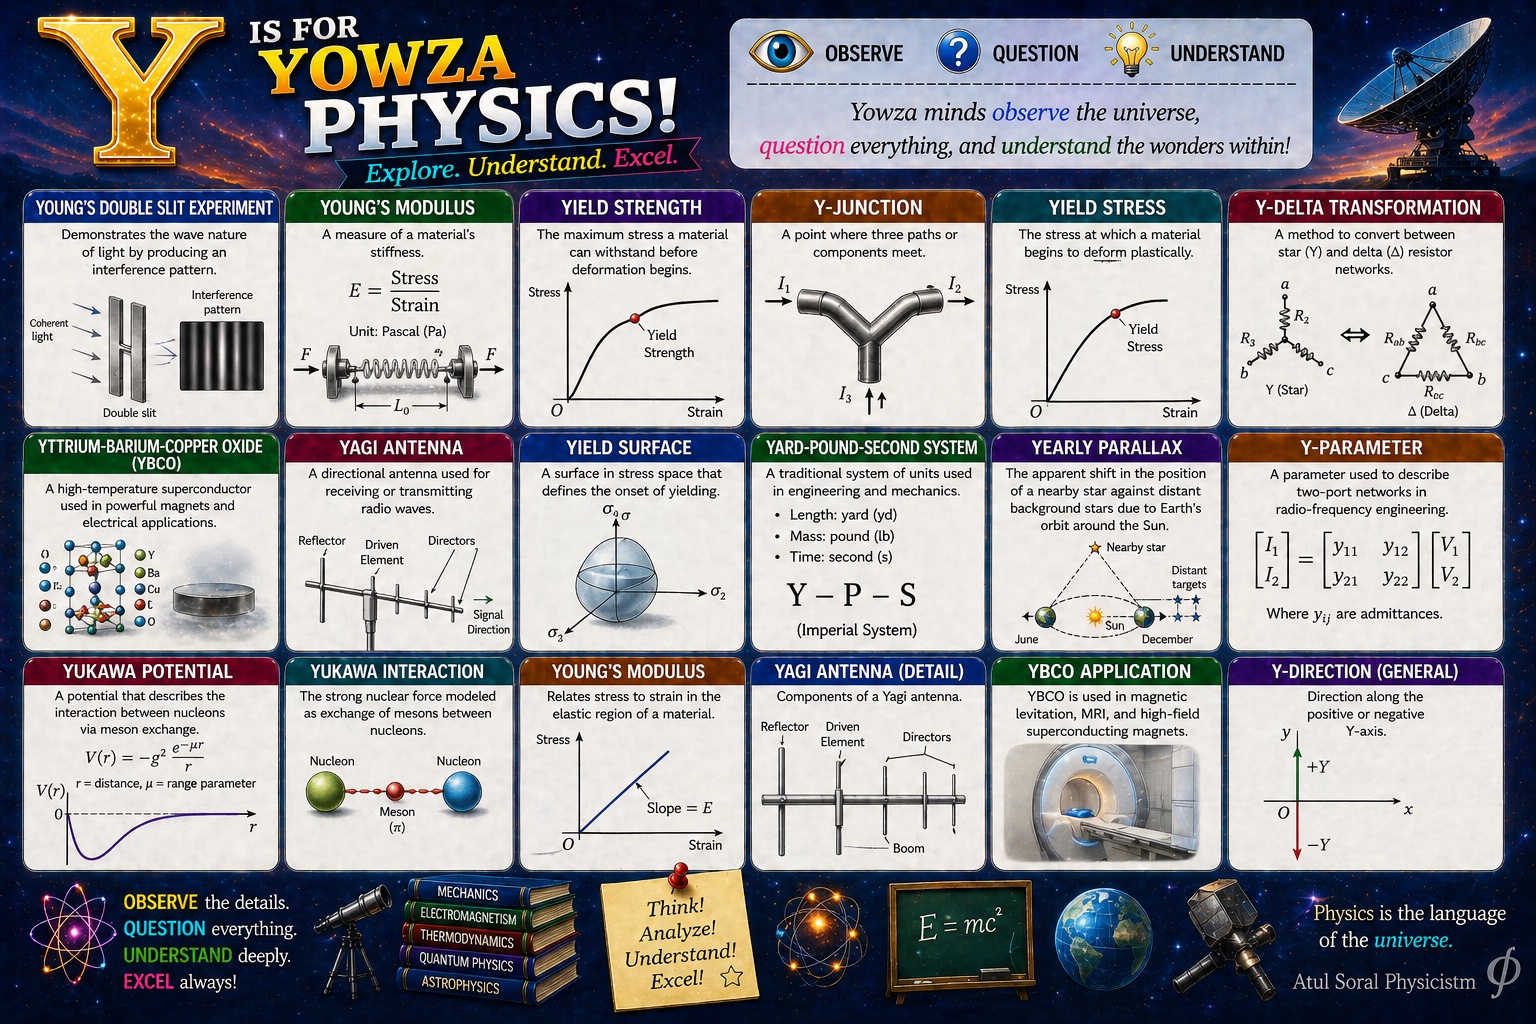 Y IS FOR
YOWZA
PHYSICS!
Explore. Understand. Excel.
OBSERVE
QUESTION
UNDERSTAND
Yowza minds observe the universe,
question everything, and understand the wonders within!
YOUNG'S DOUBLE SLIT EXPERIMENT
Demonstrates the wave nature
of light by producing an
interference pattern.
Interference
pattern
Coherent
light
Double slit
YOUNG'S MODULUS
A measure of a material's
stiffness.
E = Stress / Strain
Unit: Pascal (Pa)
F
F
L₀
YIELD STRENGTH
The maximum stress a material
can withstand before
deformation begins.
Stress
Yield
Strength
O
Strain
Y-JUNCTION
A point where three paths or
components meet.
I₁
I₂
I₃
YIELD STRESS
The stress at which a material
begins to deform plastically.
Stress
Yield
Stress
O
Strain
Y-DELTA TRANSFORMATION
A method to convert between
star (Y) and delta (Δ) resistor
networks.
a
a
R₂
R₃
R_ab
R_bc
b
c
c
b
Y (Star)
Δ (Delta)
YTTRIUM-BARIUM-COPPER OXIDE
(YBCO)
A high-temperature superconductor
used in powerful magnets and
electrical applications.
Y
Ba
Cu
O
YAGI ANTENNA
A directional antenna used for
receiving or transmitting
radio waves.
Reflector
Driven
Element
Directors
Signal
Direction
YIELD SURFACE
A surface in stress space that
defines the onset of yielding.
σ
σ₂
σ₃
YARD-POUND-SECOND SYSTEM
A traditional system of units used
in engineering and mechanics.
• Length: yard (yd)
• Mass: pound (lb)
• Time: second (s)
Y – P – S
(Imperial System)
YEARLY PARALLAX
The apparent shift in the position
of a nearby star against distant
background stars due to Earth's
orbit around the Sun.
Nearby star
Distant
targets
Sun
June
December
Y-PARAMETER
A parameter used to describe
two-port networks in
radio-frequency engineering.
[I₁ I₂] = [y₁₁ y₁₂ y₂₁ y₂₂] [V₁ V₂]
Where y_ij are admittances.
YUKAWA POTENTIAL
A potential that describes the
interaction between nucleons
via meson exchange.
V(r) = −g² e^(−μr) / r
r = distance, μ = range parameter
V(r)
0
r
YUKAWA INTERACTION
The strong nuclear force modeled
as exchange of mesons between
nucleons.
Nucleon
Nucleon
Meson
(π)
YOUNG'S MODULUS
Relates stress to strain in the
elastic region of a material.
Stress
Slope = E
O
Strain
YAGI ANTENNA (DETAIL)
Components of a Yagi antenna.
Reflector
Driven
Element
Directors
Boom
YBCO APPLICATION
YBCO is used in magnetic
levitation, MRI, and high-field
superconducting magnets.
Y-DIRECTION (GENERAL)
Direction along the
positive or negative
Y-axis.
y
+Y
O
x
−Y
OBSERVE the details.
QUESTION everything.
UNDERSTAND deeply.
EXCEL always!
MECHANICS
ELECTROMAGNETISM
THERMODYNAMICS
QUANTUM PHYSICS
ASTROPHYSICS
Think!
Analyze!
Understand!
Excel!
E = mc²
Physics is the language
of the universe.
Atul Soral Physicistm